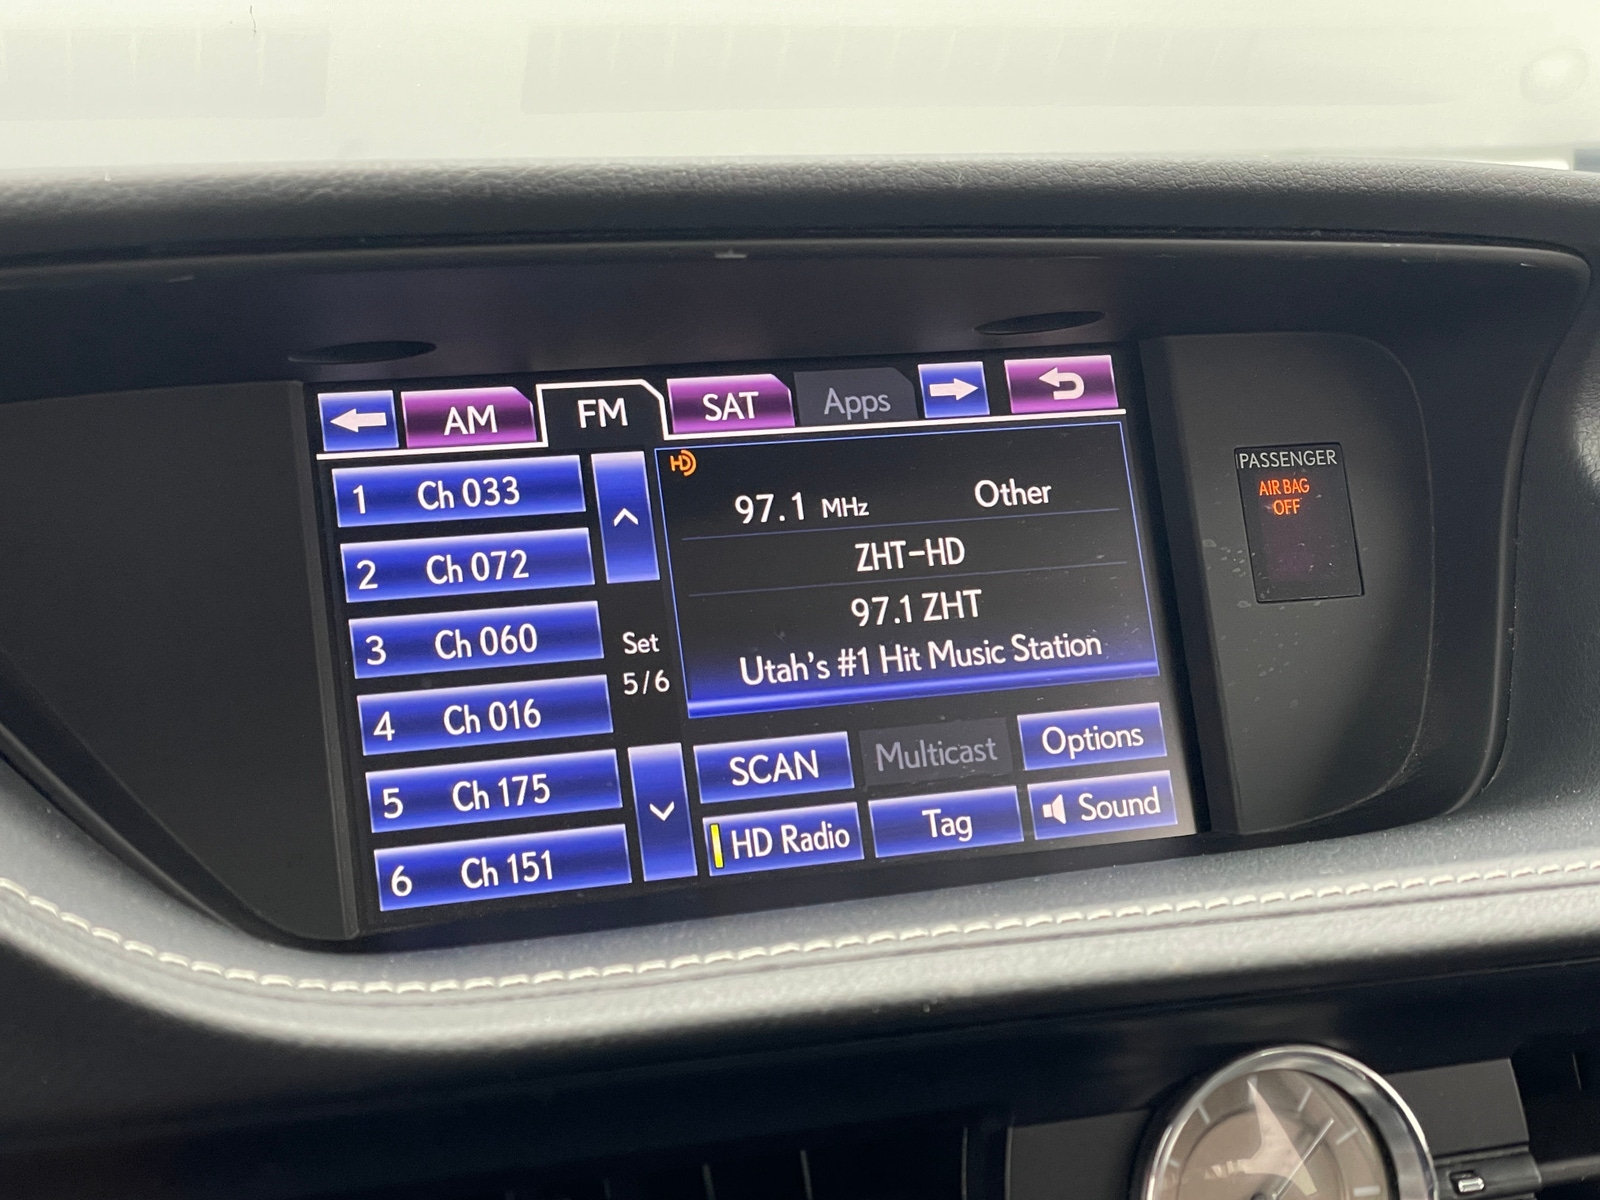 AM
FM
SAT
Apps
1 Ch 033
2 Ch 072
3 Ch 060
4 Ch 016
5 Ch 175
6 Ch 151
Set
5/6
HD
97.1 MHz Other
ZHT-HD
97.1 ZHT
Utah's #1 Hit Music Station
SCAN
Multicast
Options
HD Radio
Tag
Sound
PASSENGER
AIR BAG
OFF